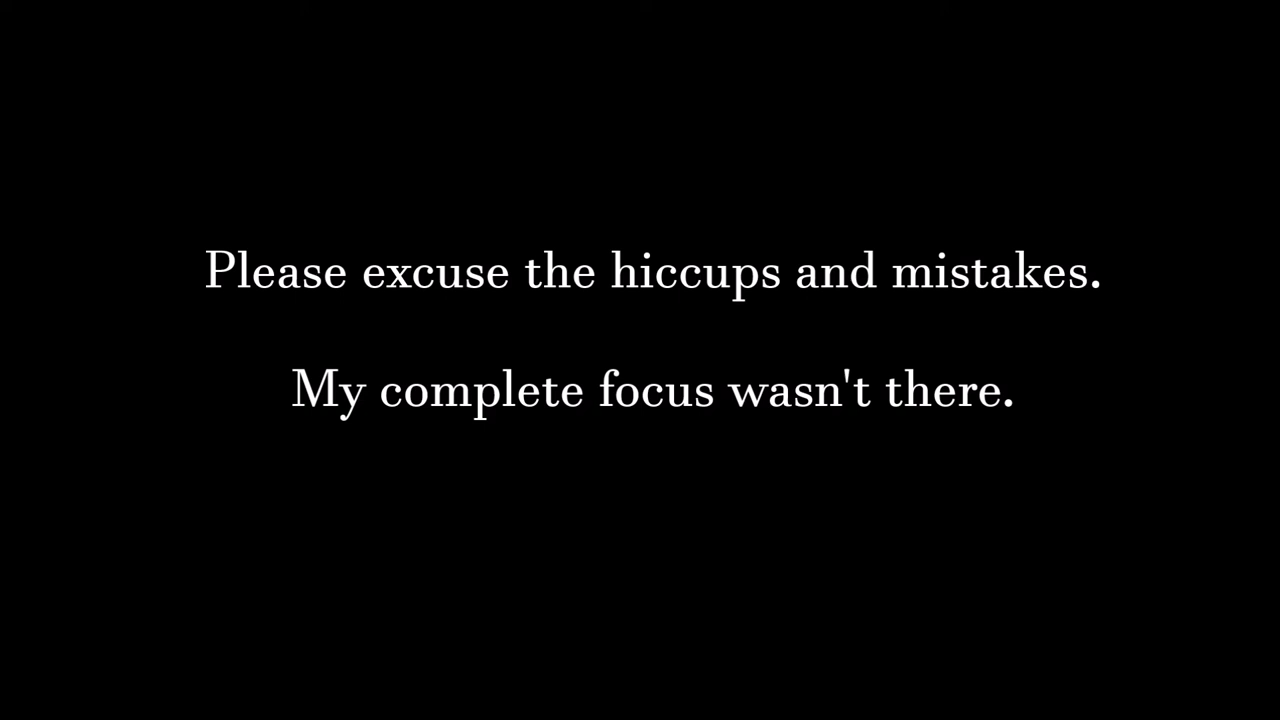 Please excuse the hiccups and mistakes.
My complete focus wasn't there.